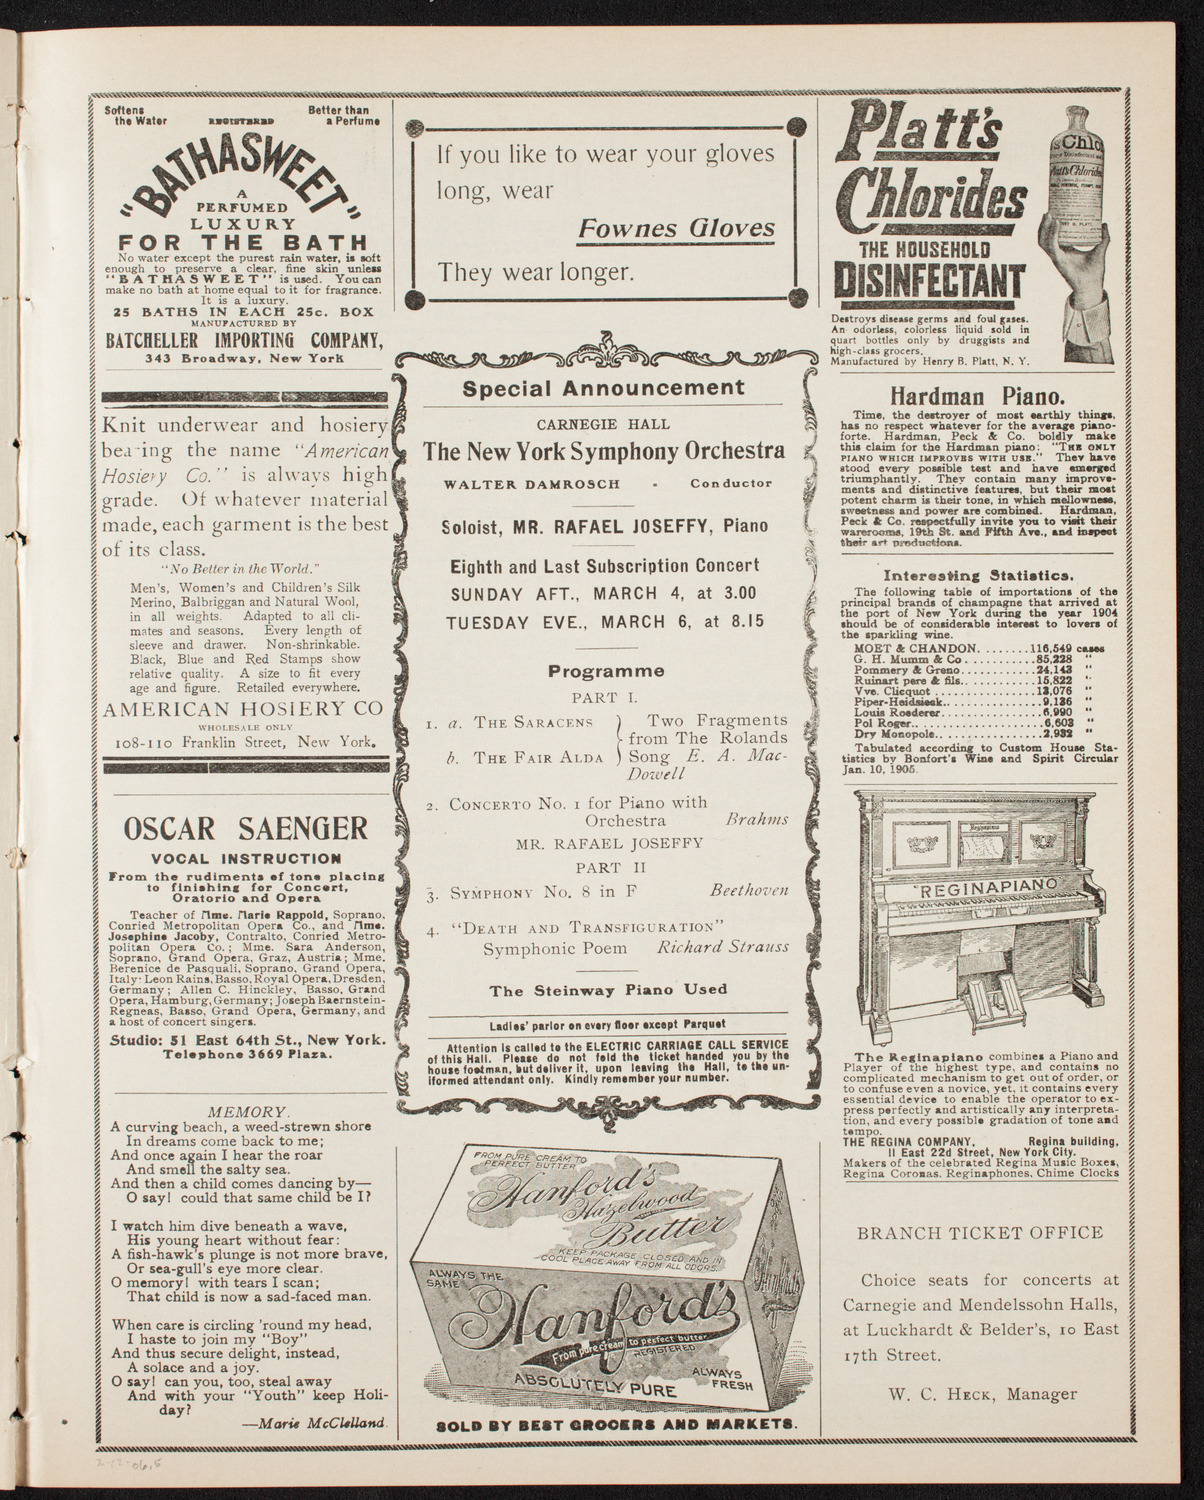 Softens
the Water
REGISTERED
Better than
a Perfume
"BATHASWEET"
A
PERFUMED
LUXURY
FOR THE BATH
No water except the purest rain water, is soft
enough to preserve a clear, fine skin unless
"BATHASWEET" is used. You can
make no bath at home equal to it for fragrance.
It is a luxury.
25 BATHS IN EACH 25c. BOX
MANUFACTURED BY
BATCHELLER IMPORTING COMPANY,
343 Broadway, New York
Knit underwear and hosiery
bearing the name "American
Hosiery Co." is always high
grade. Of whatever material
made, each garment is the best
of its class.
"No Better in the World."
Men's, Women's and Children's Silk
Merino, Balbriggan and Natural Wool,
in all weights. Adapted to all cli-
mates and seasons. Every length of
sleeve and drawer. Non-shrinkable.
Black, Blue and Red Stamps show
relative quality. A size to fit every
age and figure. Retailed everywhere.
AMERICAN HOSIERY CO
WHOLESALE ONLY
108-110 Franklin Street, New York.
OSCAR SAENGER
VOCAL INSTRUCTION
From the rudiments of tone placing
to finishing for Concert,
Oratorio and Opera
Teacher of Mme. Marie Rappold, Soprano,
Conried Metropolitan Opera Co., and Mme.
Josephine Jacoby, Contralto, Conried Metro-
politan Opera Co.; Mme. Sara Anderson,
Soprano, Grand Opera, Graz, Austria; Mme.
Berenice de Pasquali, Soprano, Grand Opera,
Italy; Leon Rains, Basso, Royal Opera, Dresden,
Germany; Allen C. Hinckley, Basso, Grand
Opera, Hamburg, Germany; Joseph Baernstein-
Regneas, Basso, Grand Opera, Germany, and
a host of concert singers.
Studio: 51 East 64th St., New York.
Telephone 3669 Plaza.
MEMORY.
A curving beach, a weed-strewn shore
In dreams come back to me;
And once again I hear the roar
And smell the salty sea.
And then a child comes dancing by—
O say! could that same child be I?
I watch him dive beneath a wave,
His young heart without fear:
A fish-hawk's plunge is not more brave,
Or sea-gull's eye more clear.
O memory! with tears I scan;
That child is now a sad-faced man.
When care is circling 'round my head,
I haste to join my "Boy"
And thus secure delight, instead,
A solace and a joy.
O say! can you, too, steal away
And with your "Youth" keep Holi-
day?
—Marie McClelland.
2-12-06,5
If you like to wear your gloves
long, wear
Fownes Gloves
They wear longer.
Special Announcement
CARNEGIE HALL
The New York Symphony Orchestra
WALTER DAMROSCH - Conductor
Soloist, MR. RAFAEL JOSEFFY, Piano
Eighth and Last Subscription Concert
SUNDAY AFT., MARCH 4, at 3.00
TUESDAY EVE., MARCH 6, at 8.15
Programme
PART I.
1. a. THE SARACENS } Two Fragments
from The Rolands
b. THE FAIR ALDA } Song E. A. Mac-
Dowell
2. CONCERTO No. 1 for Piano with
Orchestra Brahms
MR. RAFAEL JOSEFFY
PART II
3. SYMPHONY No. 8 in F Beethoven
4. "DEATH AND TRANSFIGURATION"
Symphonic Poem Richard Strauss
The Steinway Piano Used
Ladies' parlor on every floor except Parquet
Attention is called to the ELECTRIC CARRIAGE CALL SERVICE
of this Hall. Please do not fold the ticket handed you by the
house footman, but deliver it, upon leaving the Hall, to the un-
iformed attendant only. Kindly remember your number.
FROM PURE CREAM TO
PERFECT BUTTER
Hanford's
Hazelwood
Butter
KEEP PACKAGE CLOSED AND IN
COOL PLACE AWAY FROM ALL ODORS.
ALWAYS THE
SAME
Hanford's
From pure cream to perfect butter
REGISTERED
ALWAYS
FRESH
ABSOLUTELY PURE
Hanford's
SOLD BY BEST GROCERS AND MARKETS.
Platt's
Chlorides
THE HOUSEHOLD
DISINFECTANT
Destroys disease germs and foul gases.
An odorless, colorless liquid sold in
quart bottles only by druggists and
high-class grocers.
Manufactured by Henry B. Platt, N. Y.
Hardman Piano.
Time, the destroyer of most earthly things,
has no respect whatever for the average piano-
forte. Hardman, Peck & Co. boldly make
this claim for the Hardman piano: "THE ONLY
PIANO WHICH IMPROVES WITH USE." They have
stood every possible test and have emerged
triumphantly. They contain many improve-
ments and distinctive features, but their most
potent charm is their tone, in which mellowness,
sweetness and power are combined. Hardman,
Peck & Co. respectfully invite you to visit their
warerooms, 19th St. and Fifth Ave., and inspect
their art productions.
Interesting Statistics.
The following table of importations of the
principal brands of champagne that arrived at
the port of New York during the year 1904
should be of considerable interest to lovers of
the sparkling wine.
MOET & CHANDON........116,549 cases
G. H. Mumm & Co...........85,228 "
Pommery & Greno...........24,143 "
Ruinart pere & fils...........15,822 "
Vve. Clicquot..............13,076 "
Piper-Heidsieck..............9,136 "
Louis Roederer...............6,990 "
Pol Roger....................6,603 "
Dry Monopole................2,932 "
Tabulated according to Custom House Sta-
tistics by Bonfort's Wine and Spirit Circular
Jan. 10, 1905.
Reginapiano
"REGINAPIANO"
The Reginapiano combines a Piano and
Player of the highest type, and contains no
complicated mechanism to get out of order, or
to confuse even a novice, yet, it contains every
essential device to enable the operator to ex-
press perfectly and artistically any interpreta-
tion, and every possible gradation of tone and
tempo.
THE REGINA COMPANY, Regina building,
11 East 22d Street, New York City.
Makers of the celebrated Regina Music Boxes,
Regina Coronas, Reginaphones, Chime Clocks
BRANCH TICKET OFFICE
Choice seats for concerts at
Carnegie and Mendelssohn Halls,
at Luckhardt & Belder's, 10 East
17th Street.
W. C. HECK, Manager